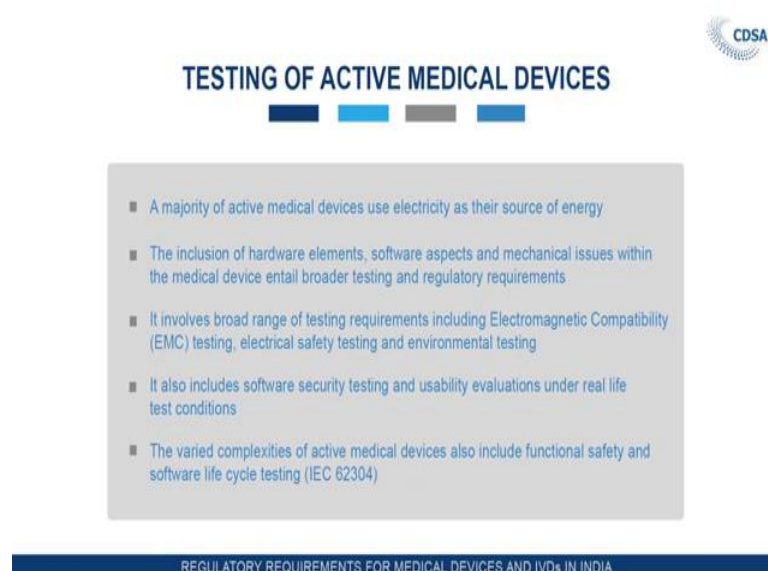 CDSA
TESTING OF ACTIVE MEDICAL DEVICES
A majority of active medical devices use electricity as their source of energy
The inclusion of hardware elements, software aspects and mechanical issues within
the medical device entail broader testing and regulatory requirements
It involves broad range of testing requirements including Electromagnetic Compatibility
(EMC) testing, electrical safety testing and environmental testing
It also includes software security testing and usability evaluations under real life
test conditions
The varied complexities of active medical devices also include functional safety and
software life cycle testing (IEC 62304)
REGULATORY REQUIREMENTS FOR MEDICAL DEVICES AND IVDs IN INDIA